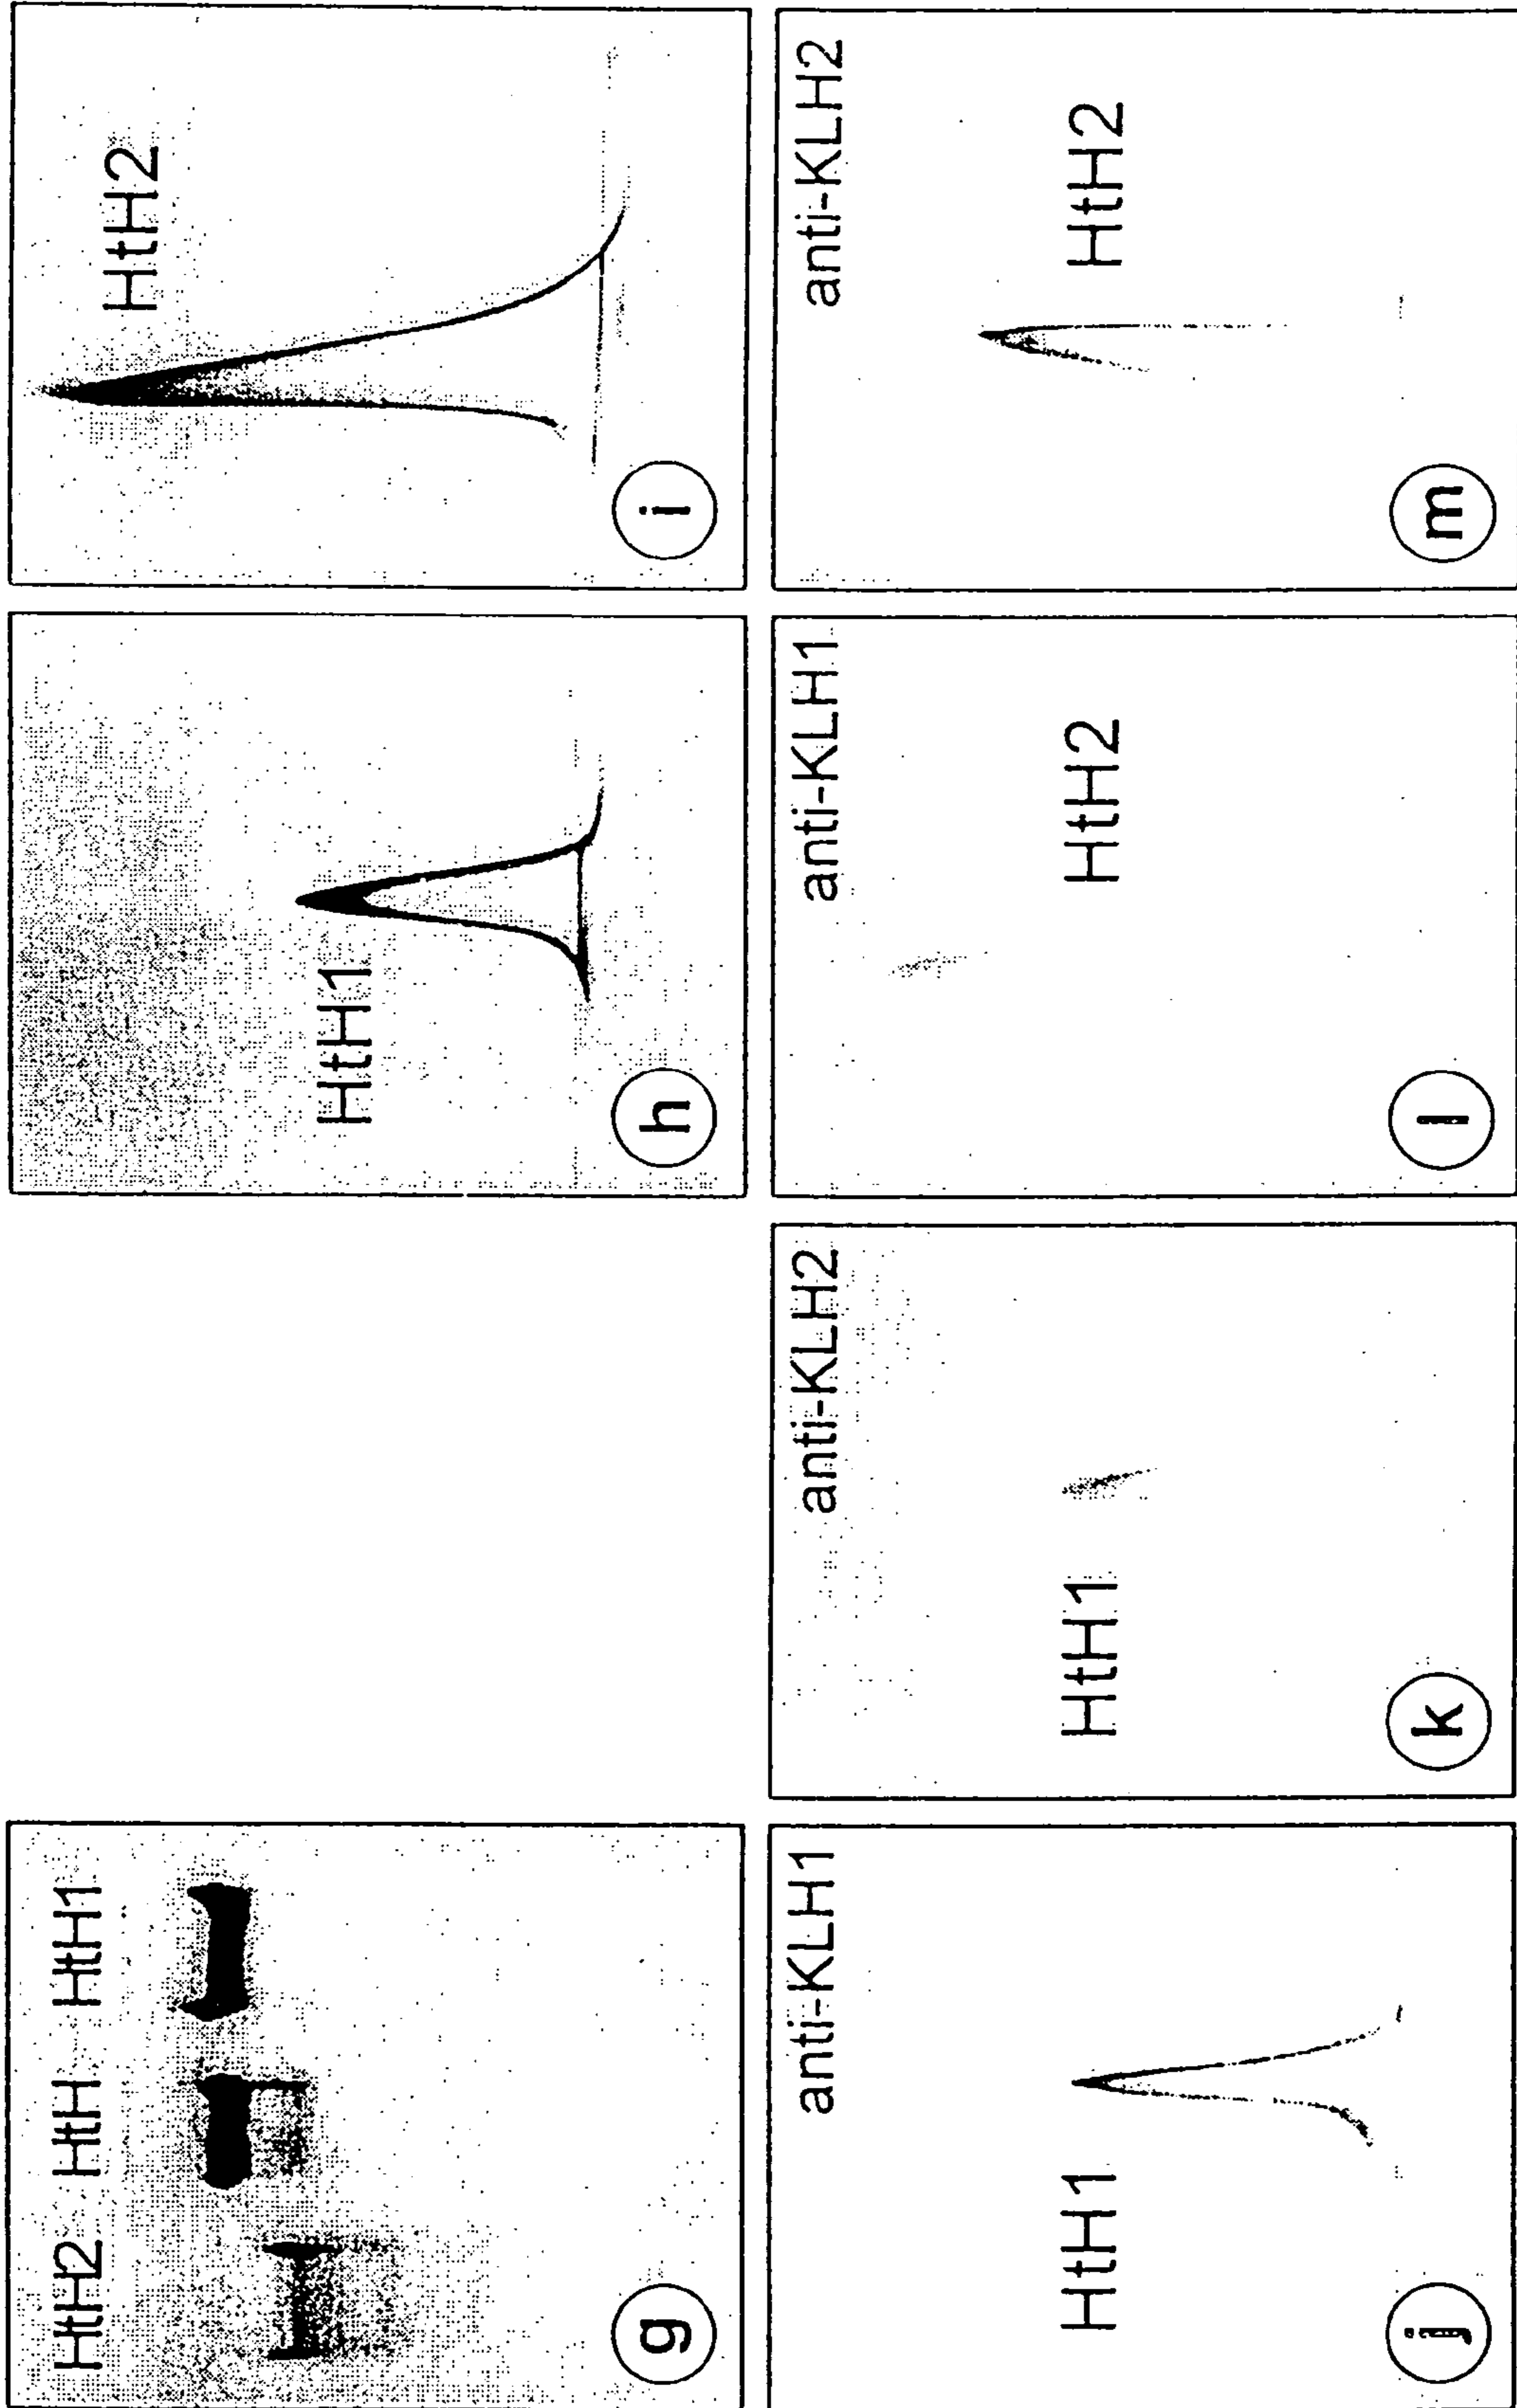 HtH2 HtH HtH1
g
HtH1
h
HtH2
i
anti-KLH1
HtH1
j
anti-KLH2
HtH1
k
anti-KLH1
HtH2
l
anti-KLH2
HtH2
m